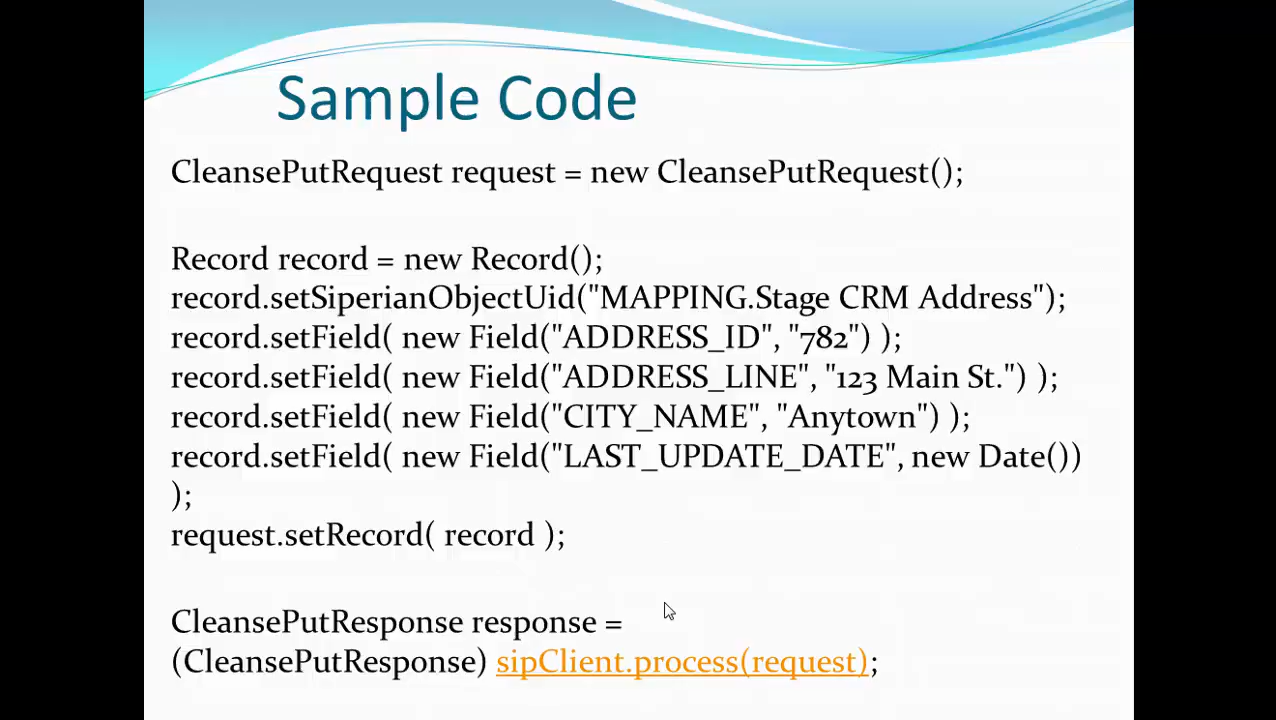 Sample Code
CleansePutRequest request = new CleansePutRequest();
Record record = new Record();
record.setSiperianObjectUid("MAPPING.Stage CRM Address");
record.setField( new Field("ADDRESS_ID", "782") );
record.setField( new Field("ADDRESS_LINE", "123 Main St.") );
record.setField( new Field("CITY_NAME", "Anytown") );
record.setField( new Field("LAST_UPDATE_DATE", new Date())
);
request.setRecord( record );
CleansePutResponse response =
(CleansePutResponse) sipClient.process(request);